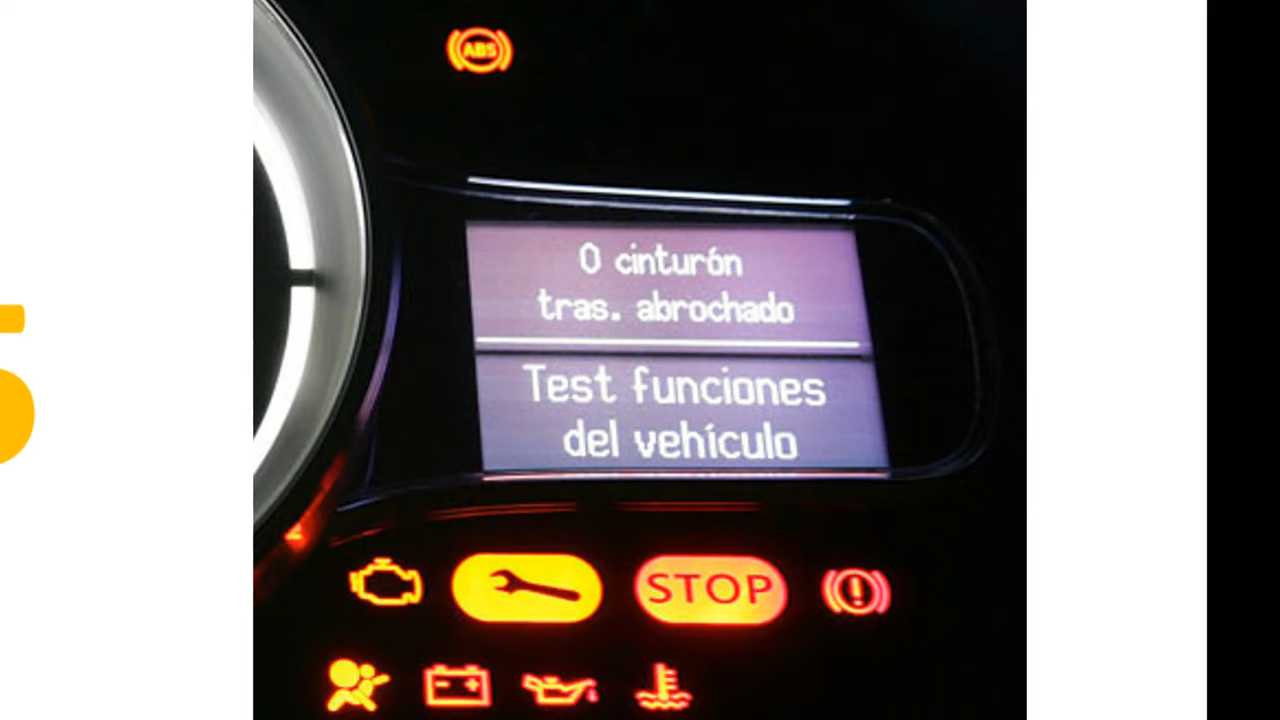 ABS
0 cinturón
tras. abrochado
Test funciones
del vehículo
STOP